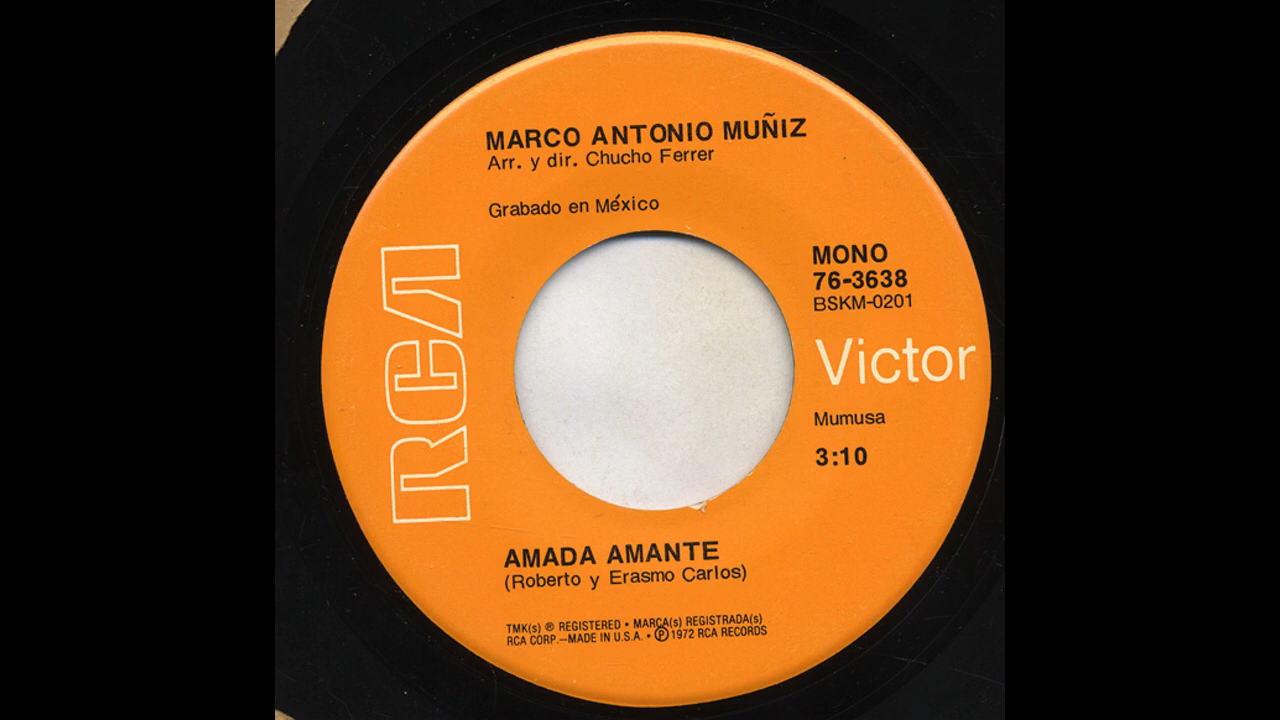 MARCO ANTONIO MUÑIZ
Arr. y dir. Chucho Ferrer
Grabado en México
RCA
MONO
76-3638
BSKM-0201
Victor
Mumusa
3:10
AMADA AMANTE
(Roberto y Erasmo Carlos)
TMK(s) ® REGISTERED • MARCA(s) REGISTRADA(s)
RCA CORP.—MADE IN U.S.A. • ℗ 1972 RCA RECORDS